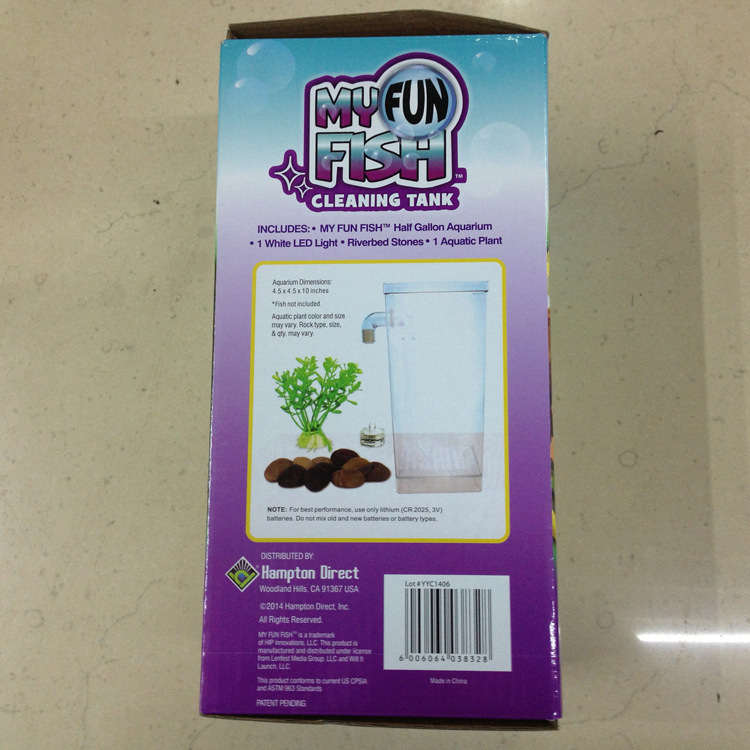 MY FUN
FISH™
CLEANING TANK
INCLUDES: • MY FUN FISH™ Half Gallon Aquarium
• 1 White LED Light • Riverbed Stones • 1 Aquatic Plant
Aquarium Dimensions:
4.5 x 4.5 x 10 inches
*Fish not included.
Aquatic plant color and size
may vary. Rock type, size,
& qty. may vary.
NOTE: For best performance, use only lithium (CR 2025, 3V)
batteries. Do not mix old and new batteries or battery types.
DISTRIBUTED BY:
Hampton Direct
Woodland Hills, CA 91367 USA
©2014 Hampton Direct, Inc.
All Rights Reserved.
MY FUN FISH™ is a trademark
of HIP innovations, LLC. This product is
manufactured and distributed under license
from Lenfest Media Group, LLC and Will It
Launch, LLC.
This product conforms to current US CPSIA
and ASTM 963 Standards
PATENT PENDING
Lot # YYC1406
6 006064 038328
Made in China